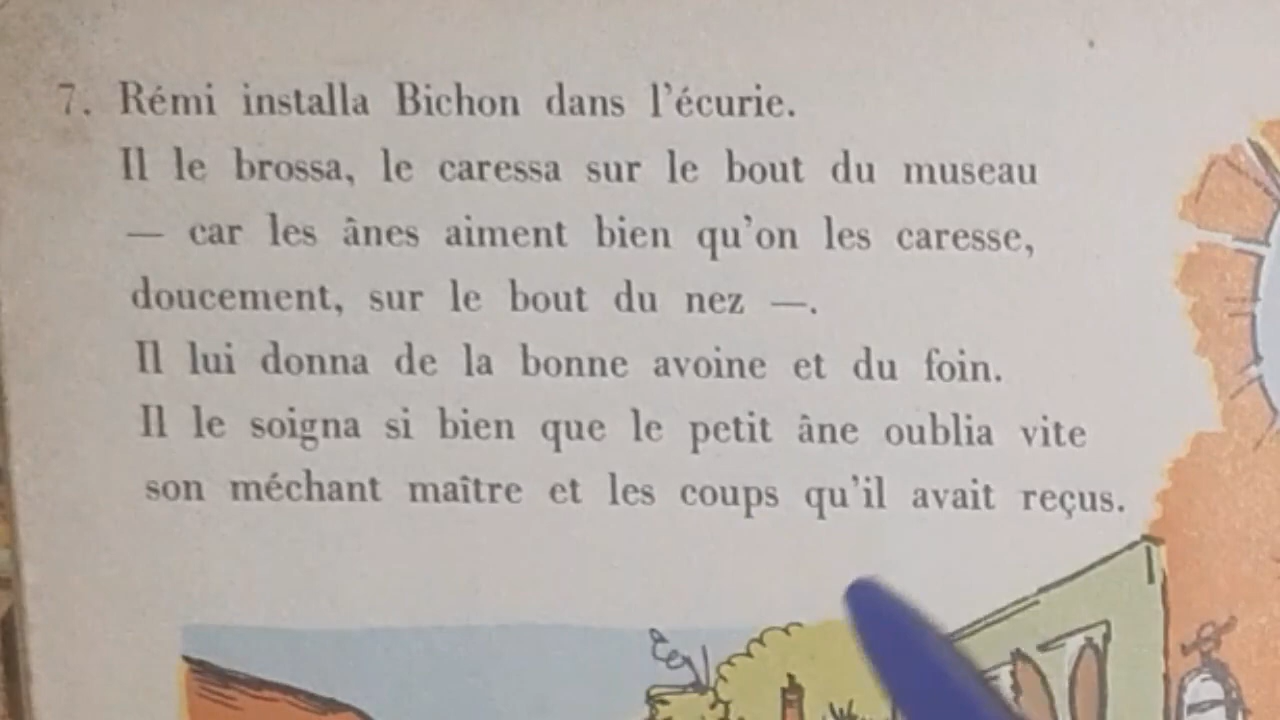 7. Rémi installa Bichon dans l'écurie.
Il le brossa, le caressa sur le bout du museau
— car les ânes aiment bien qu'on les caresse,
doucement, sur le bout du nez —.
Il lui donna de la bonne avoine et du foin.
Il le soigna si bien que le petit âne oublia vite
son méchant maître et les coups qu'il avait reçus.